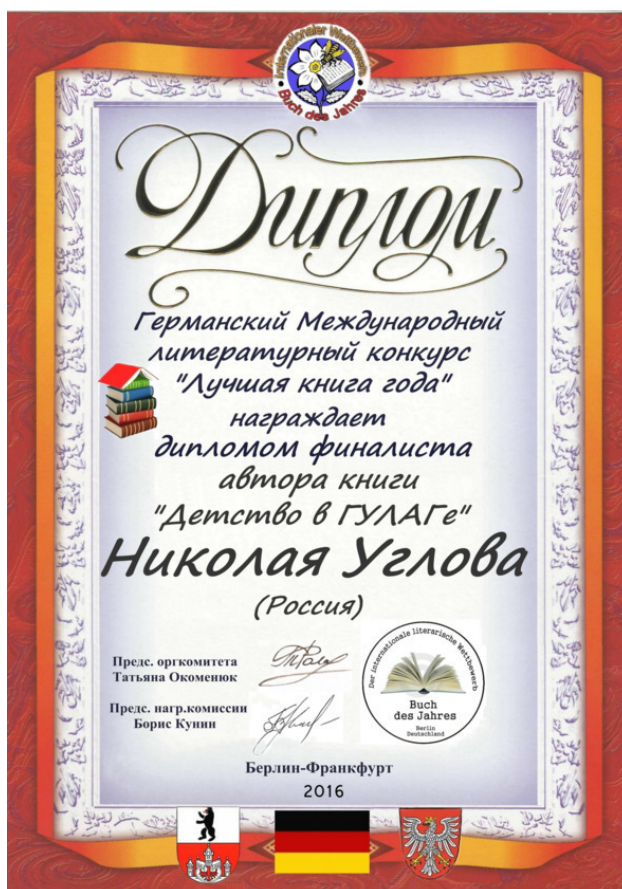 Internationaler Wettbewerb
Buch des Jahres
Диплом
Германский Международный
литературный конкурс
"Лучшая книга года"
награждает
дипломом финалиста
автора книги
"Детство в ГУЛАГе"
Николая Углова
(Россия)
Предс. оргкомитета
Татьяна Окоменюк
Предс. нагр.комиссии
Борис Кунин
Der internationale literarische Wettbewerb
Buch
des Jahres
Berlin
Deutschland
Берлин-Франкфурт
2016